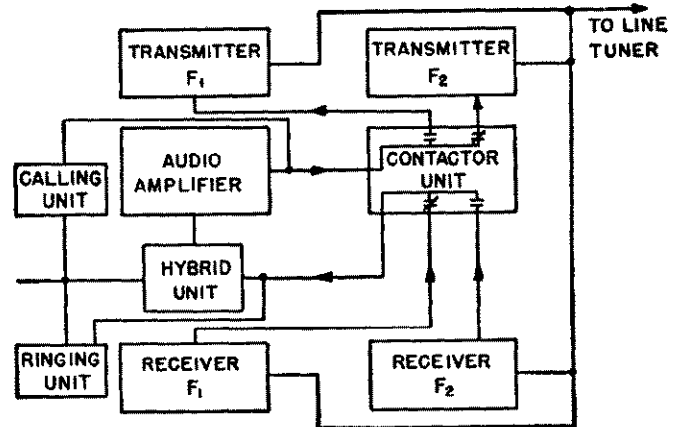 TO LINE
TUNER
TRANSMITTER
F₁
TRANSMITTER
F₂
AUDIO
AMPLIFIER
CONTACTOR
UNIT
CALLING
UNIT
HYBRID
UNIT
RINGING
UNIT
RECEIVER
F₁
RECEIVER
F₂